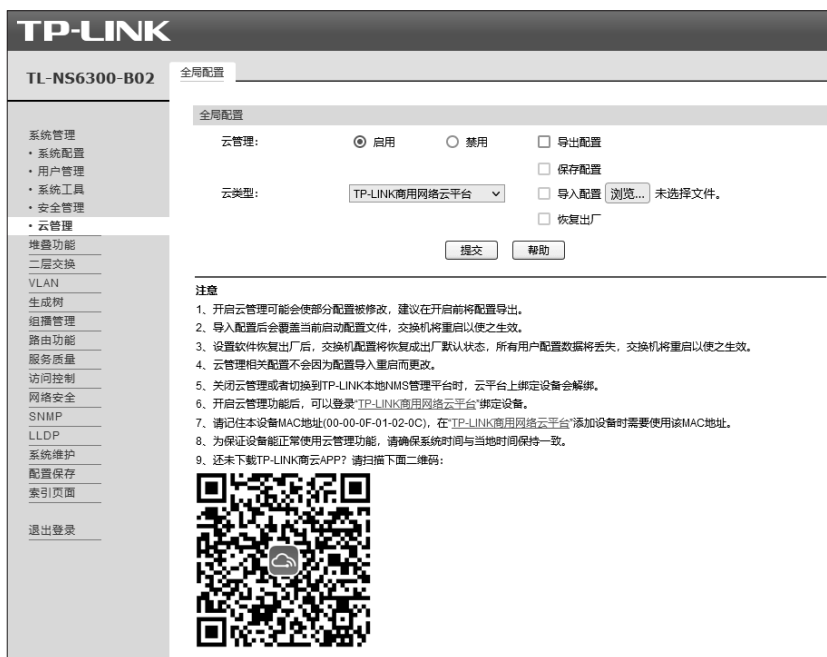 TP-LINK
TL-NS6300-B02
全局配置
系统管理
· 系统配置
· 用户管理
· 系统工具
· 安全管理
· 云管理
堆叠功能
二层交换
VLAN
生成树
组播管理
路由功能
服务质量
访问控制
网络安全
SNMP
LLDP
系统维护
配置保存
索引页面
退出登录
全局配置
云管理: 启用 禁用 导出配置
保存配置
云类型: TP-LINK商用网络云平台 导入配置 浏览... 未选择文件。
恢复出厂
提交 帮助
注意
1、开启云管理可能会使部分配置被修改，建议在开启前将配置导出。
2、导入配置后会覆盖当前启动配置文件，交换机将重启以使之生效。
3、设置软件恢复出厂后，交换机配置将恢复成出厂默认状态，所有用户配置数据将丢失，交换机将重启以使之生效。
4、云管理相关配置不会因为配置导入重启而更改。
5、关闭云管理或者切换到TP-LINK本地NMS管理平台时，云平台上绑定设备会解绑。
6、开启云管理功能后，可以登录“TP-LINK商用网络云平台”绑定设备。
7、请记住本设备MAC地址(00-00-0F-01-02-0C)，在“TP-LINK商用网络云平台”添加设备时需要使用该MAC地址。
8、为保证设备能正常使用云管理功能，请确保系统时间与当地时间保持一致。
9、还未下载TP-LINK商云APP？请扫描下面二维码：